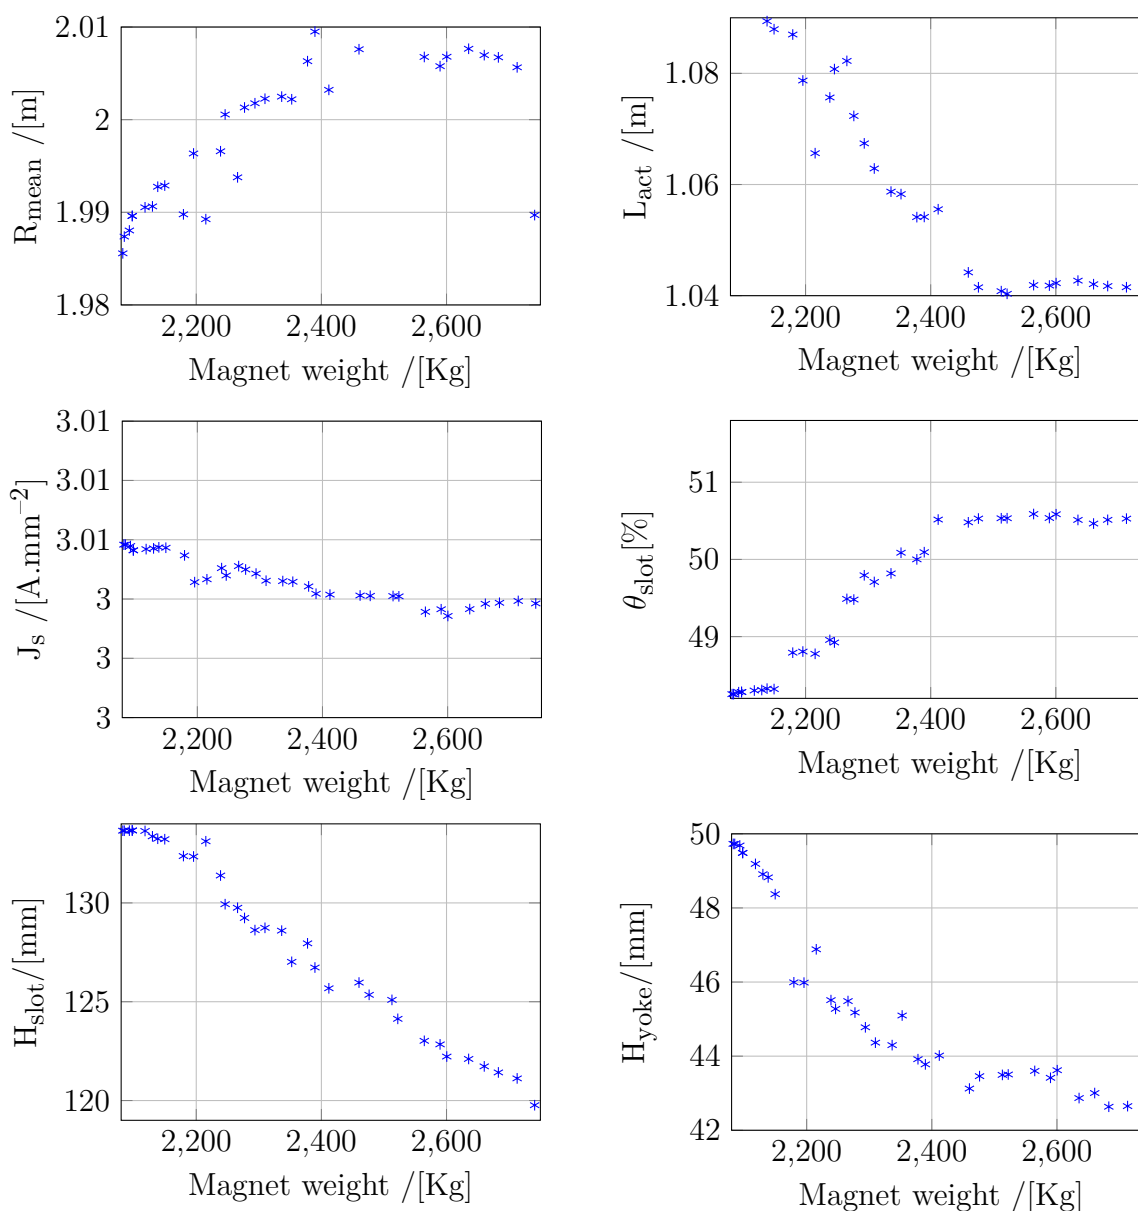 2.01
2
1.99
1.98
R_mean /[m]
2,200 2,400 2,600
Magnet weight /[Kg]
1.08
1.06
1.04
L_act /[m]
2,200 2,400 2,600
Magnet weight /[Kg]
3.01
3.01
3.01
3
3
3
J_s /[A.mm^−2]
2,200 2,400 2,600
Magnet weight /[Kg]
51
50
49
θ_slot[%]
2,200 2,400 2,600
Magnet weight /[Kg]
130
125
120
H_slot/[mm]
2,200 2,400 2,600
Magnet weight /[Kg]
50
48
46
44
42
H_yoke/[mm]
2,200 2,400 2,600
Magnet weight /[Kg]